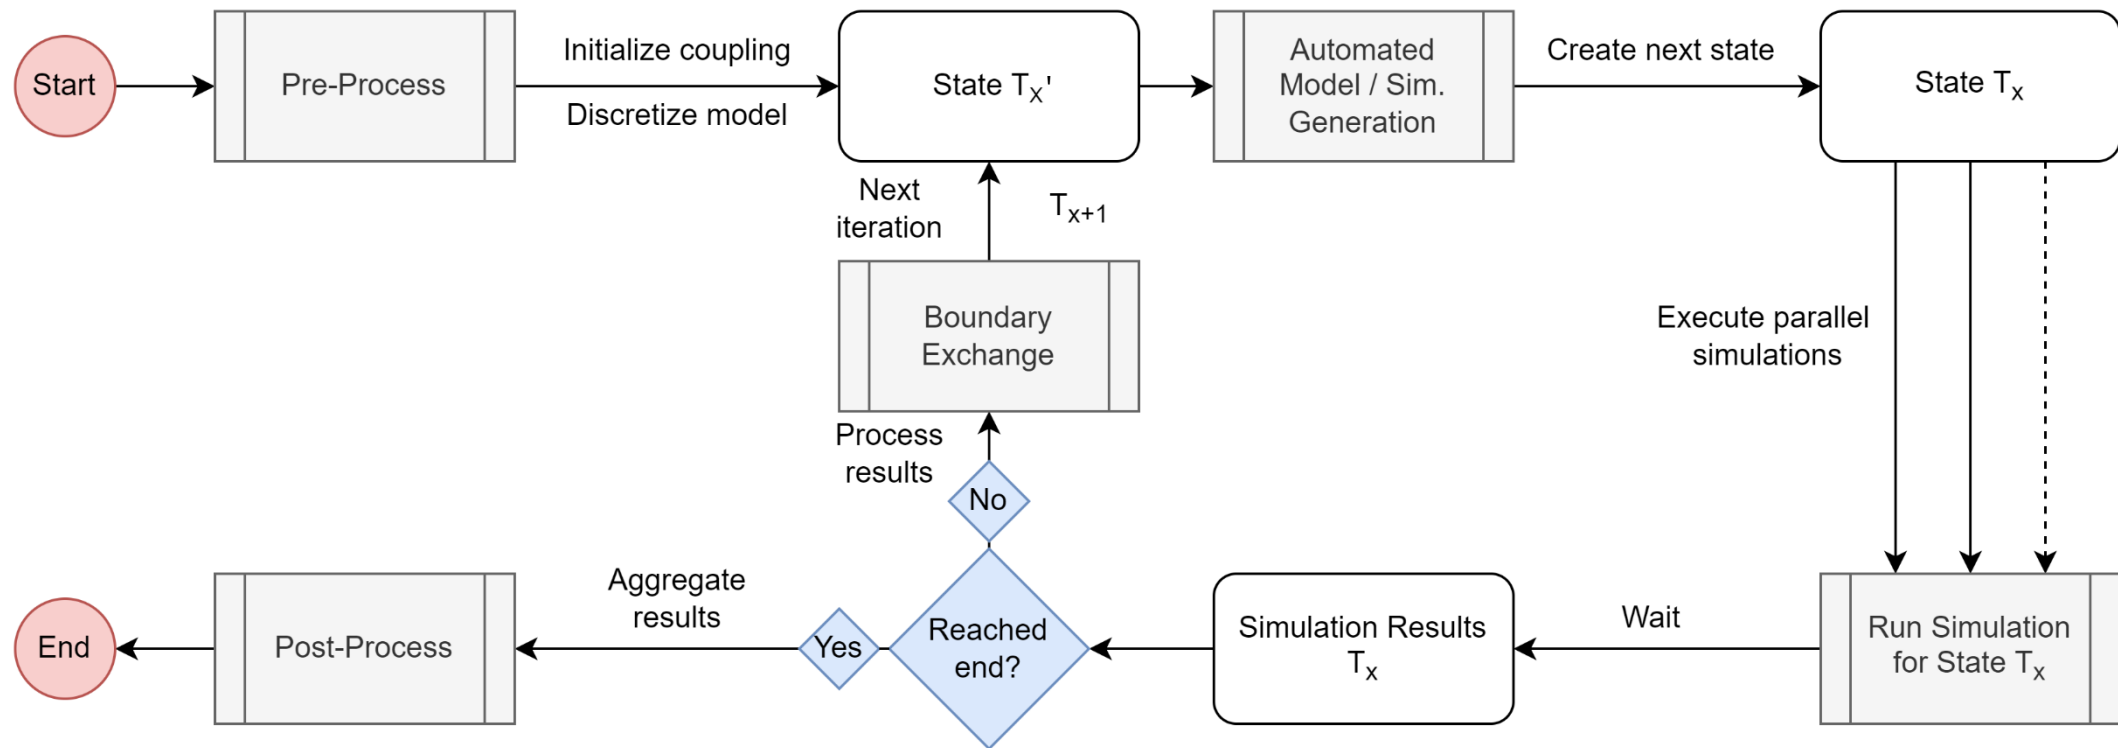 Start
Pre-Process
Initialize coupling
Discretize model
State Tₓ'
Automated
Model / Sim.
Generation
Create next state
State Tₓ
Next
iteration
Tₓ₊₁
Boundary
Exchange
Execute parallel
simulations
Process
results
No
End
Post-Process
Aggregate
results
Yes
Reached
end?
Simulation Results
Tₓ
Wait
Run Simulation
for State Tₓ